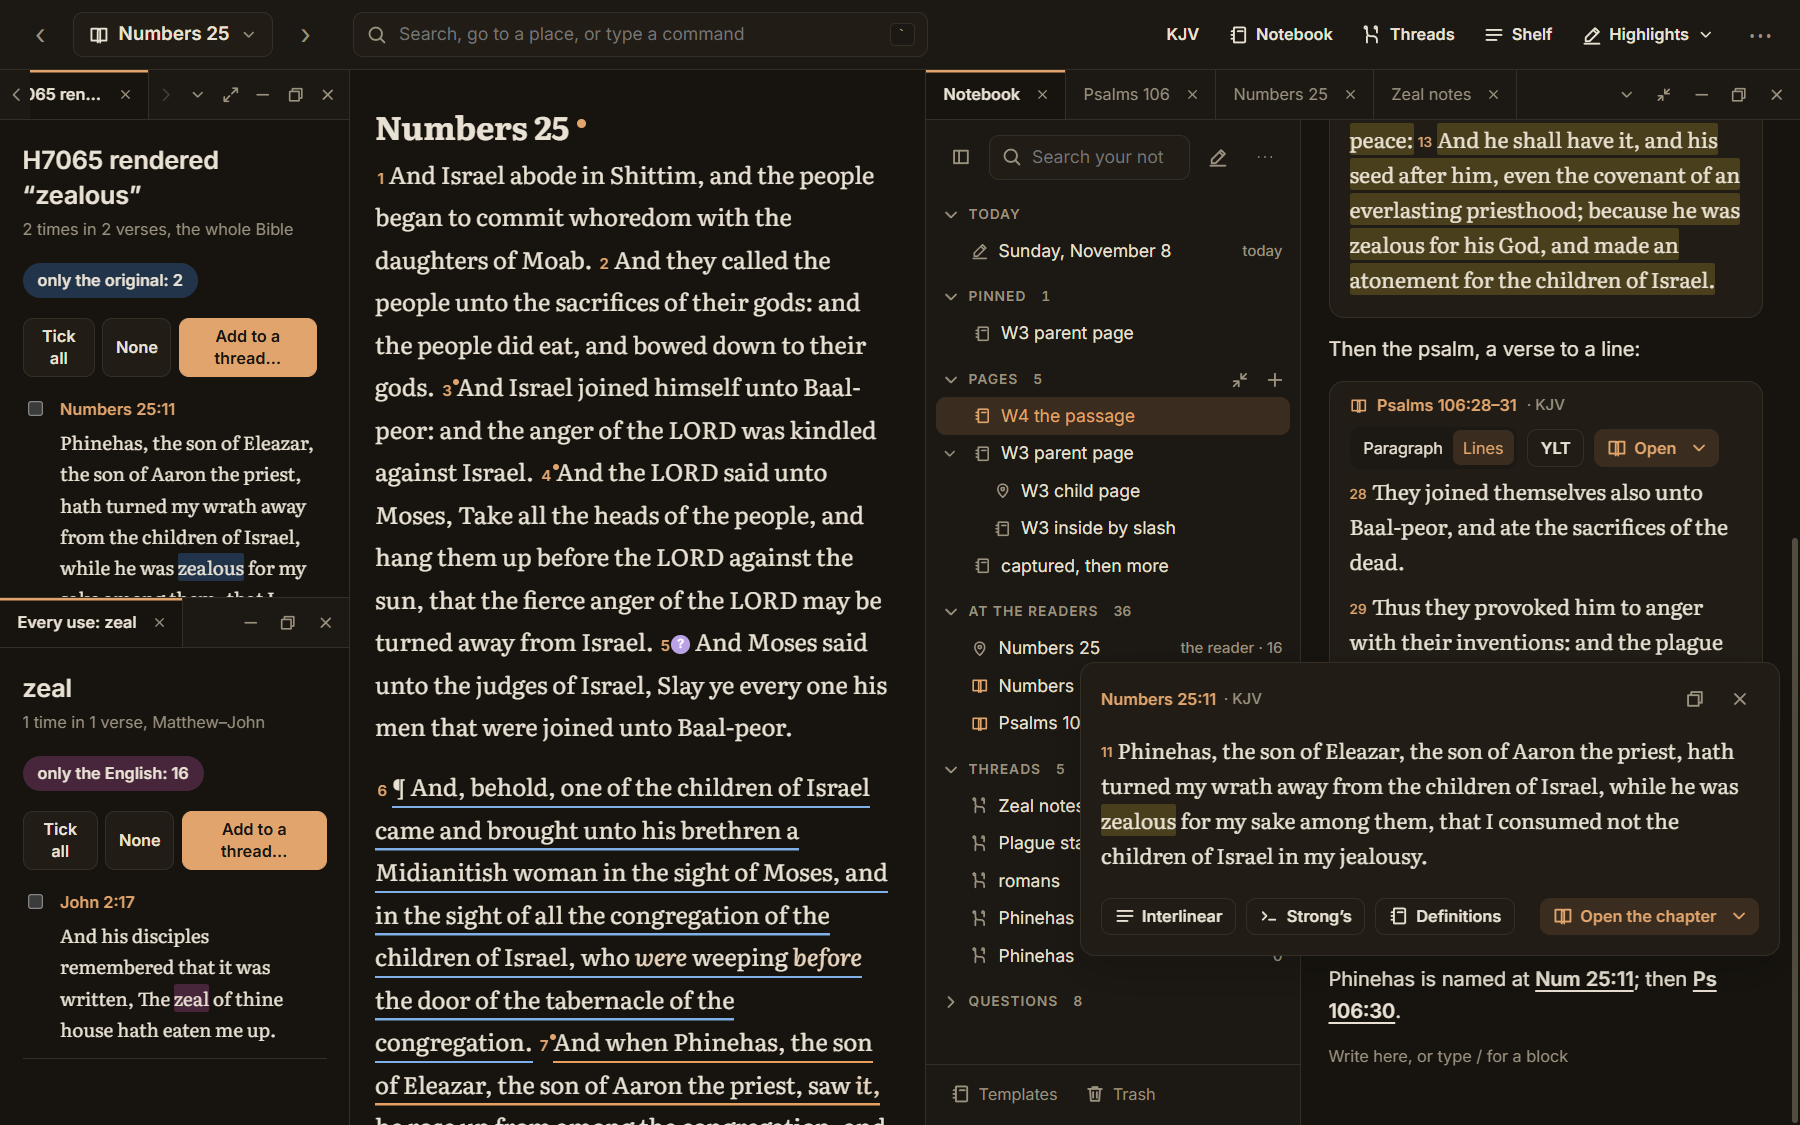 Numbers 25
Search, go to a place, or type a command
`
KJV
Notebook
Threads
Shelf
Highlights
065 ren...
H7065 rendered
“zealous”
2 times in 2 verses, the whole Bible
only the original: 2
Tick
all
None
Add to a
thread...
Numbers 25:11
Phinehas, the son of Eleazar,
the son of Aaron the priest,
hath turned my wrath away
from the children of Israel,
while he was zealous for my
sake among them, that I
Every use: zeal
zeal
1 time in 1 verse, Matthew–John
only the English: 16
Tick
all
None
Add to a
thread...
John 2:17
And his disciples
remembered that it was
written, The zeal of thine
house hath eaten me up.
Numbers 25
1 And Israel abode in Shittim, and the people
began to commit whoredom with the
daughters of Moab. 2 And they called the
people unto the sacrifices of their gods: and
the people did eat, and bowed down to their
gods. 3 And Israel joined himself unto Baal-
peor: and the anger of the LORD was kindled
against Israel. 4 And the LORD said unto
Moses, Take all the heads of the people, and
hang them up before the LORD against the
sun, that the fierce anger of the LORD may be
turned away from Israel. 5 ? And Moses said
unto the judges of Israel, Slay ye every one his
men that were joined unto Baal-peor.
6 ¶ And, behold, one of the children of Israel
came and brought unto his brethren a
Midianitish woman in the sight of Moses, and
in the sight of all the congregation of the
children of Israel, who were weeping before
the door of the tabernacle of the
congregation. 7 And when Phinehas, the son
of Eleazar, the son of Aaron the priest, saw it,
he rose up from among the congregation, and
Notebook
Psalms 106
Numbers 25
Zeal notes
Search your not
TODAY
Sunday, November 8 today
PINNED 1
W3 parent page
PAGES 5
W4 the passage
W3 parent page
W3 child page
W3 inside by slash
captured, then more
AT THE READERS 36
Numbers 25 the reader · 16
Numbers
Psalms 10
THREADS 5
Zeal notes
Plague sta
romans
Phinehas
Phinehas
QUESTIONS 8
Templates
Trash
peace: 13 And he shall have it, and his
seed after him, even the covenant of an
everlasting priesthood; because he was
zealous for his God, and made an
atonement for the children of Israel.
Then the psalm, a verse to a line:
Psalms 106:28–31 · KJV
Paragraph
Lines
YLT
Open
28 They joined themselves also unto
Baal-peor, and ate the sacrifices of the
dead.
29 Thus they provoked him to anger
with their inventions: and the plague
Numbers 25:11 · KJV
11 Phinehas, the son of Eleazar, the son of Aaron the priest, hath
turned my wrath away from the children of Israel, while he was
zealous for my sake among them, that I consumed not the
children of Israel in my jealousy.
Interlinear
Strong’s
Definitions
Open the chapter
Phinehas is named at Num 25:11; then Ps
106:30.
Write here, or type / for a block